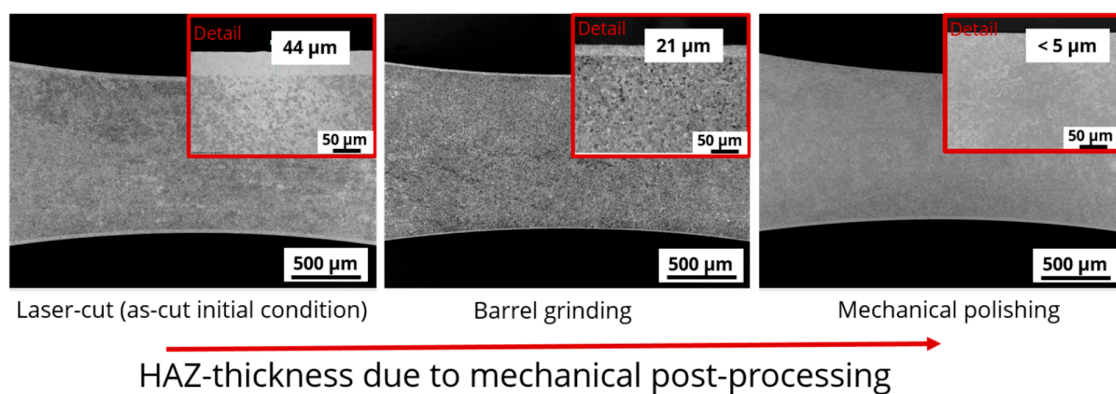 Detail
44 µm
50 µm
500 µm
Detail
21 µm
50 µm
500 µm
Detail
< 5 µm
50 µm
500 µm
Laser-cut (as-cut initial condition)
Barrel grinding
Mechanical polishing
HAZ-thickness due to mechanical post-processing